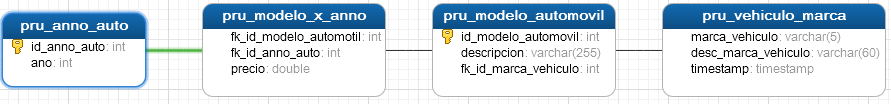 pru_anno_auto
id_anno_auto: int
ano: int
pru_modelo_x_anno
fk_id_modelo_automotil: int
fk_id_anno_auto: int
precio: double
pru_modelo_automovil
id_modelo_automovil: int
descripcion: varchar(255)
fk_id_marca_vehiculo: int
pru_vehiculo_marca
marca_vehiculo: varchar(5)
desc_marca_vehiculo: varchar(60)
timestamp: timestamp